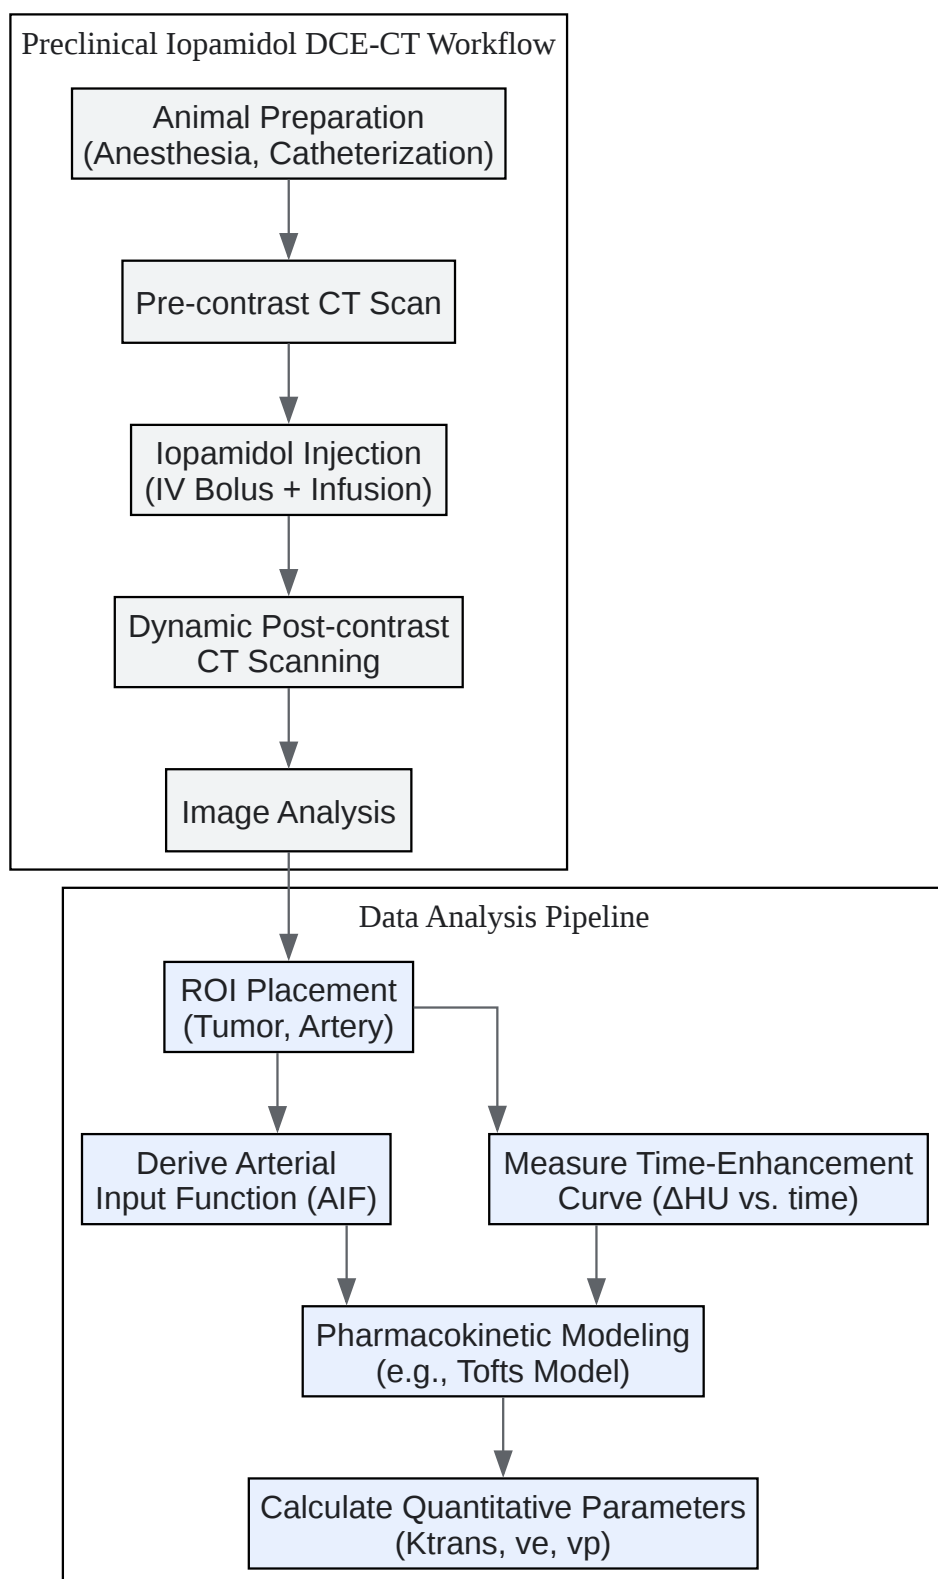 Preclinical Iopamidol DCE-CT Workflow
Animal Preparation
(Anesthesia, Catheterization)
Pre-contrast CT Scan
Iopamidol Injection
(IV Bolus + Infusion)
Dynamic Post-contrast
CT Scanning
Image Analysis
Data Analysis Pipeline
ROI Placement
(Tumor, Artery)
Derive Arterial
Input Function (AIF)
Measure Time-Enhancement
Curve (ΔHU vs. time)
Pharmacokinetic Modeling
(e.g., Tofts Model)
Calculate Quantitative Parameters
(Ktrans, ve, vp)